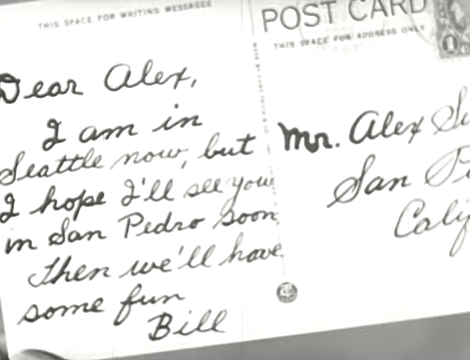 THIS SPACE FOR WRITING MESSAGES
POST CARD
THIS SPACE FOR ADDRESS ONLY
Dear Alex,
I am in
Seattle now, but
I hope I'll see you
in San Pedro soon
Then we'll have
some fun
Bill
Mr. Alex
San